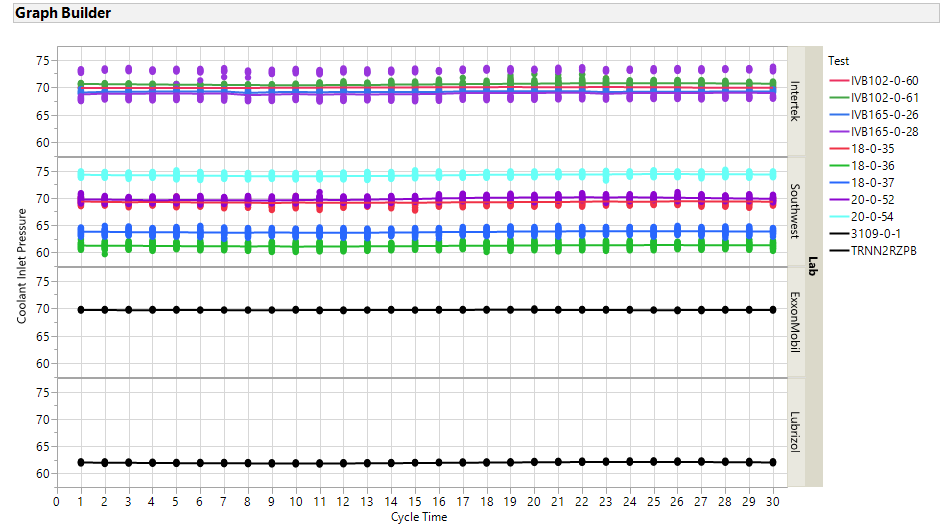 Graph Builder
75
70
65
60
Intertek
75
70
65
60
Southwest
75
70
65
60
ExxonMobil
75
70
65
60
Lubrizol
Lab
Coolant Inlet Pressure
0 1 2 3 4 5 6 7 8 9 10 11 12 13 14 15 16 17 18 19 20 21 22 23 24 25 26 27 28 29 30
Cycle Time
Test
IVB102-0-60
IVB102-0-61
IVB165-0-26
IVB165-0-28
18-0-35
18-0-36
18-0-37
20-0-52
20-0-54
3109-0-1
TRNN2RZPB